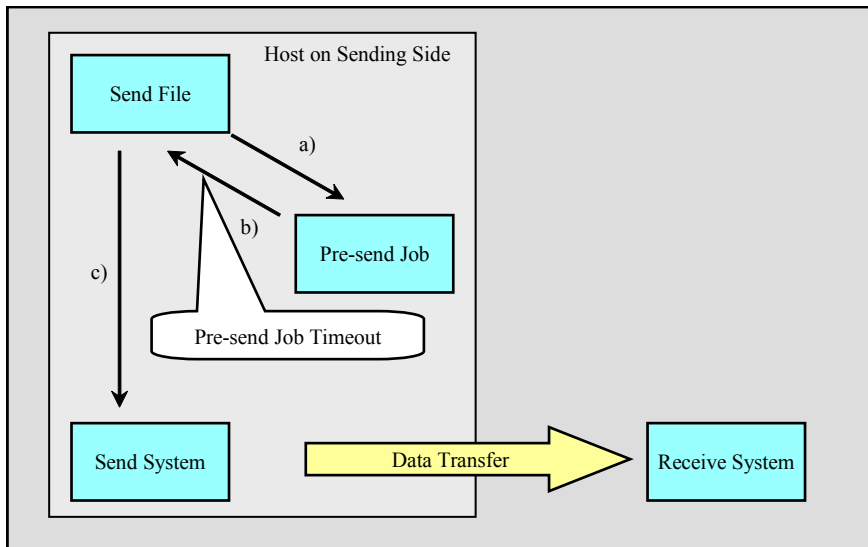 Host on Sending Side
Send File
a)
b)
Pre-send Job
c)
Pre-send Job Timeout
Send System
Data Transfer
Receive System